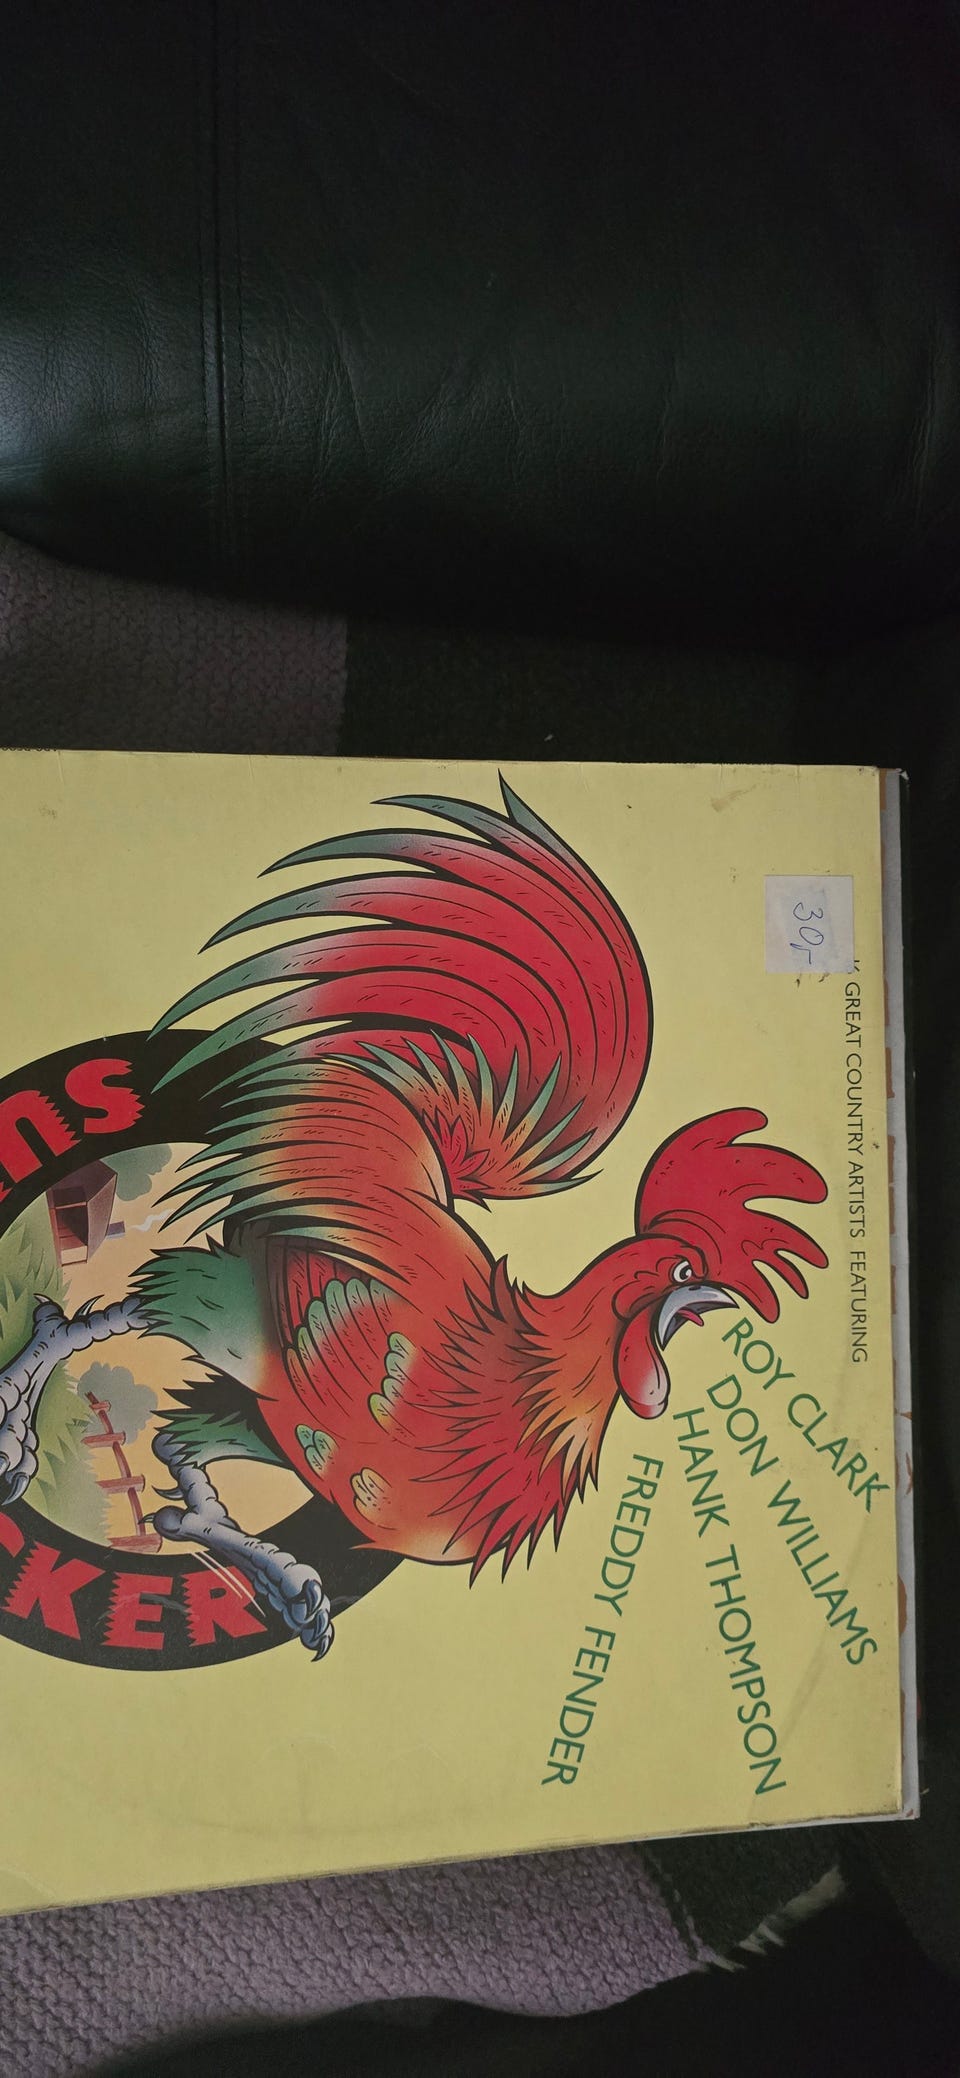 GREAT COUNTRY ARTISTS FEATURING
30,-
ROY CLARK
DON WILLIAMS
HANK THOMPSON
FREDDY FENDER